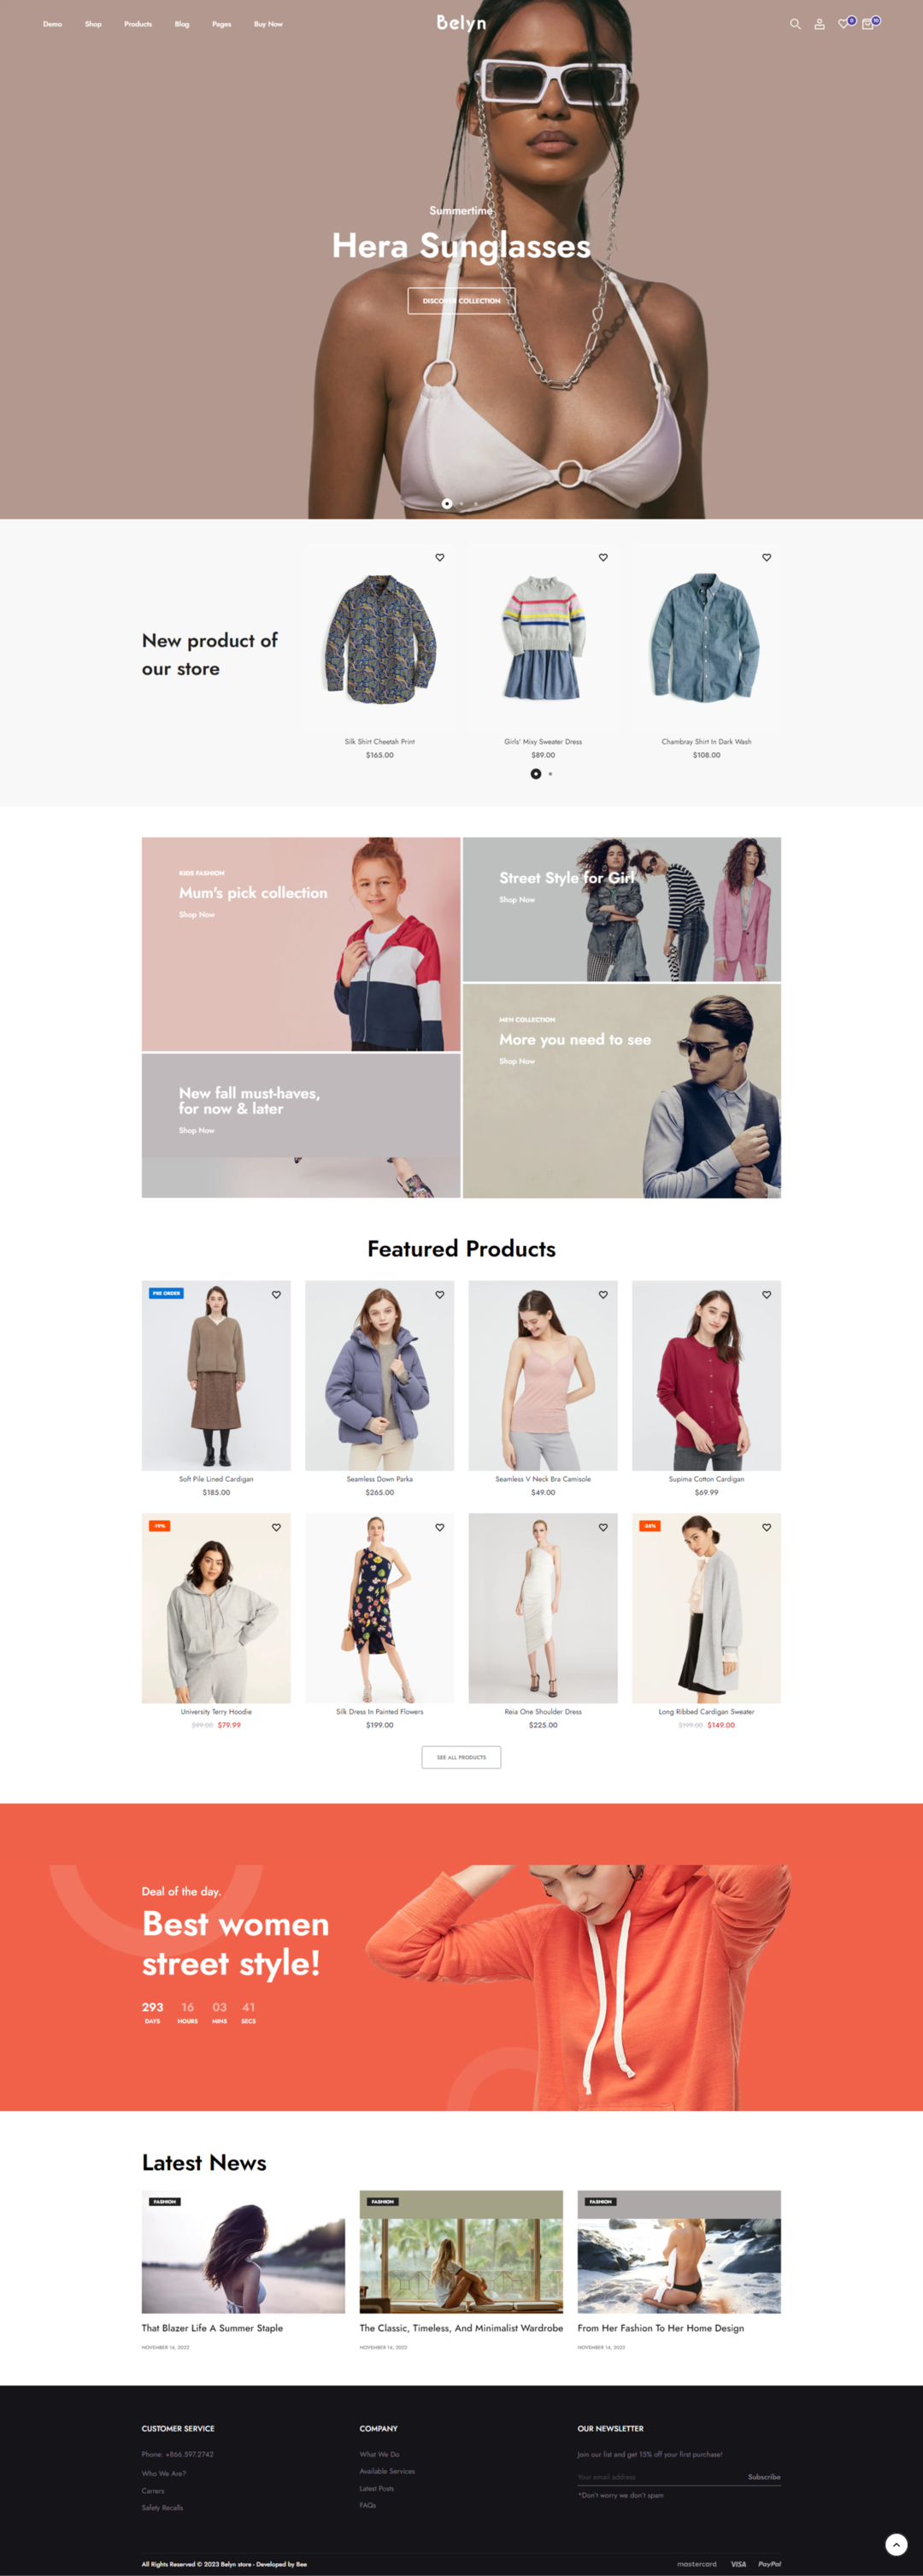 Demo Shop Products Blog Pages Buy Now
Belyn
0 10
Summertime
Hera Sunglasses
DISCOVER COLLECTION
New product of
our store
Silk Shirt Cheetah Print
$165.00
Girls' Mixy Sweater Dress
$89.00
Chambray Shirt In Dark Wash
$108.00
KIDS FASHION
Mum's pick collection
Shop Now
Street Style for Girl
Shop Now
New fall must-haves,
for now & later
Shop Now
MEN COLLECTION
More you need to see
Shop Now
Featured Products
PRE ORDER
Soft Pile Lined Cardigan
$185.00
Seamless Down Parka
$265.00
Seamless V Neck Bra Camisole
$49.00
Supima Cotton Cardigan
$69.99
University Terry Hoodie
$99.00 $79.99
Silk Dress In Painted Flowers
$199.00
Reia One Shoulder Dress
$225.00
Long Ribbed Cardigan Sweater
$199.00 $149.00
SEE ALL PRODUCTS
Deal of the day.
Best women
street style!
293 16 03 41
DAYS HOURS MINS SECS
Latest News
FASHION
That Blazer Life A Summer Staple
NOVEMBER 14, 2022
FASHION
The Classic, Timeless, And Minimalist Wardrobe
NOVEMBER 14, 2022
FASHION
From Her Fashion To Her Home Design
NOVEMBER 14, 2022
CUSTOMER SERVICE
Phone: +866.597.2742
Who We Are?
Carrers
Safety Recalls
COMPANY
What We Do
Available Services
Latest Posts
FAQs
OUR NEWSLETTER
Join our list and get 15% off your first purchase!
Your email address Subscribe
*Don't worry we don't spam
All Rights Reserved © 2023 Belyn store - Developed by Bee
mastercard VISA PayPal